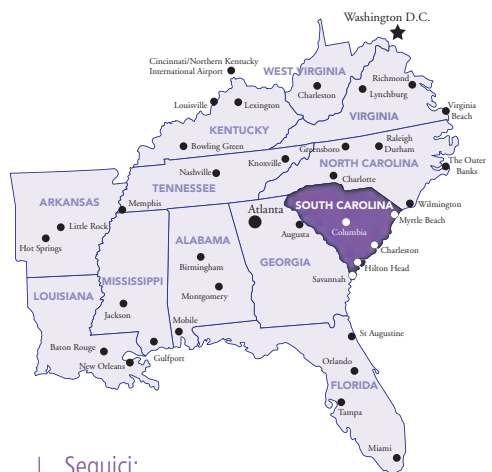 Washington D.C.
Cincinnati/Northern Kentucky
International Airport
WEST VIRGINIA
Charleston
Richmond
Lynchburg
Louisville
Lexington
Virginia
Beach
VIRGINIA
KENTUCKY
Bowling Green
Greensboro
Raleigh
Durham
Knoxville
NORTH CAROLINA
The Outer
Banks
Nashville
TENNESSEE
Charlotte
ARKANSAS
Memphis
SOUTH CAROLINA
Wilmington
Atlanta
Myrtle Beach
Little Rock
Augusta
Columbia
Hot Springs
ALABAMA
Charleston
Birmingham
GEORGIA
Hilton Head
MISSISSIPPI
Savannah
LOUISIANA
Montgomery
Jackson
Mobile
St Augustine
Baton Rouge
Gulfport
New Orleans
Orlando
FLORIDA
Tampa
Miami
Seguici: